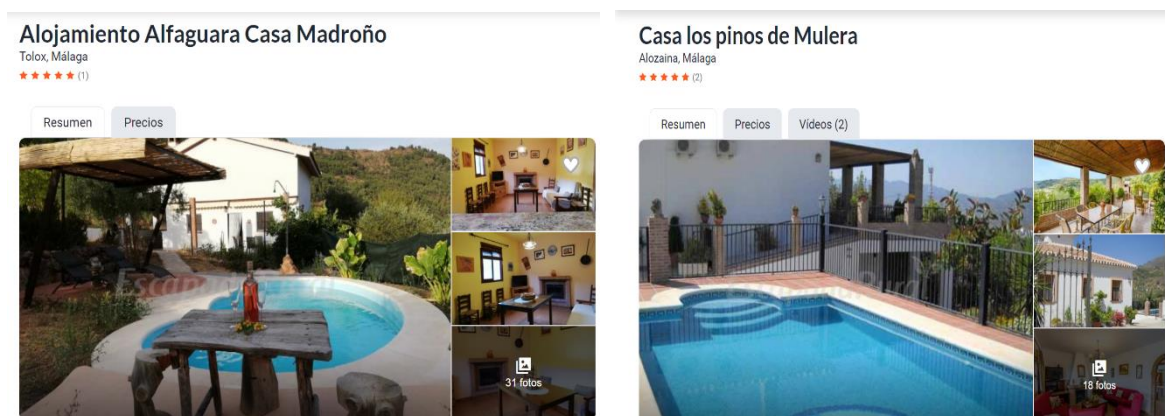 Alojamiento Alfaguara Casa Madroño
Tolox, Málaga
(1)
Resumen Precios
31 fotos
Casa los pinos de Mulera
Alozaina, Málaga
(2)
Resumen Precios Vídeos (2)
18 fotos